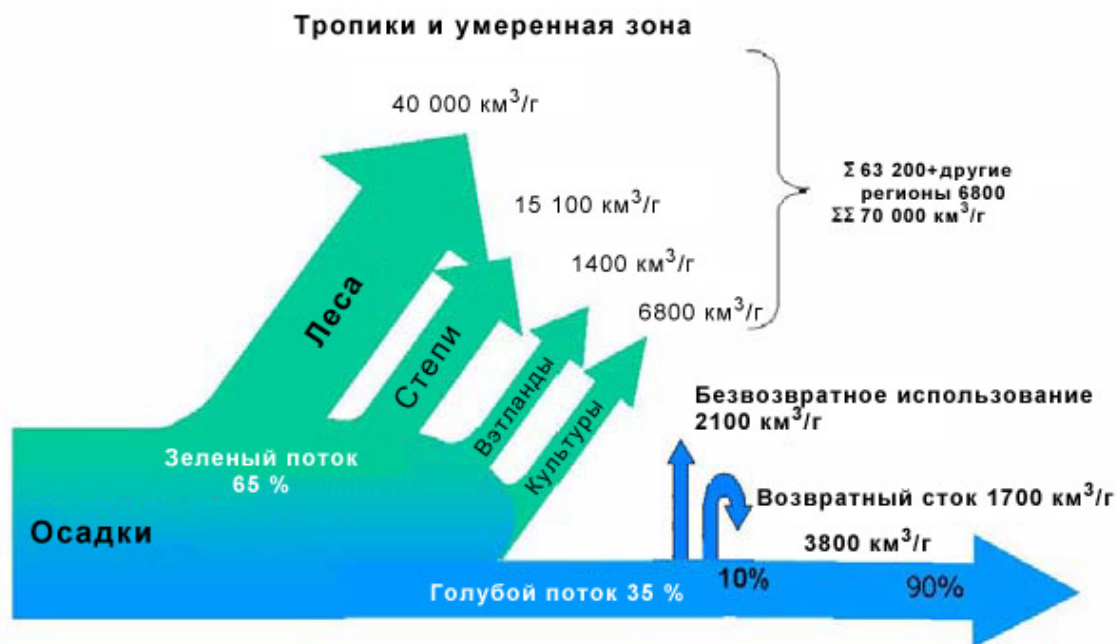 Тропики и умеренная зона
40 000 км³/г
15 100 км³/г
1400 км³/г
6800 км³/г
Σ 63 200+другие
регионы 6800
ΣΣ 70 000 км³/г
Леса
Степи
Вэтланды
Культуры
Безвозвратное использование
2100 км³/г
Зеленый поток
65 %
Возвратный сток 1700 км³/г
Осадки
3800 км³/г
Голубой поток 35 %
10%
90%